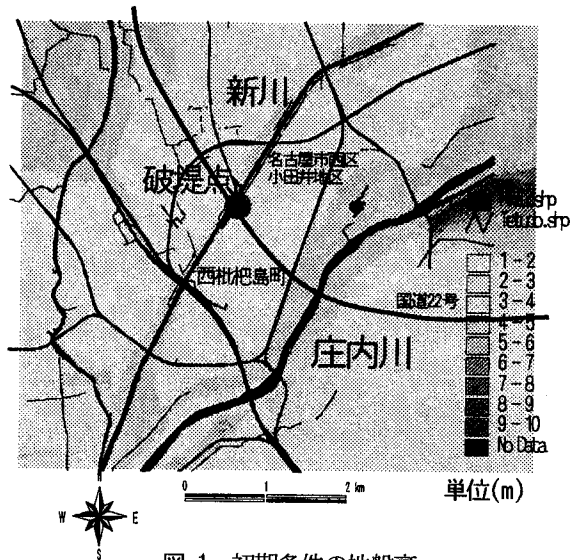 新川
名古屋市西区
小田井地区
破堤点
西枇杷島町
国道22号
庄内川
1 - 2
2 - 3
3 - 4
4 - 5
5 - 6
6 - 7
7 - 8
8 - 9
9 - 10
No Data
単位(m)
N
W
E
S
0 1 2 km
図 1 初期条件の地盤高